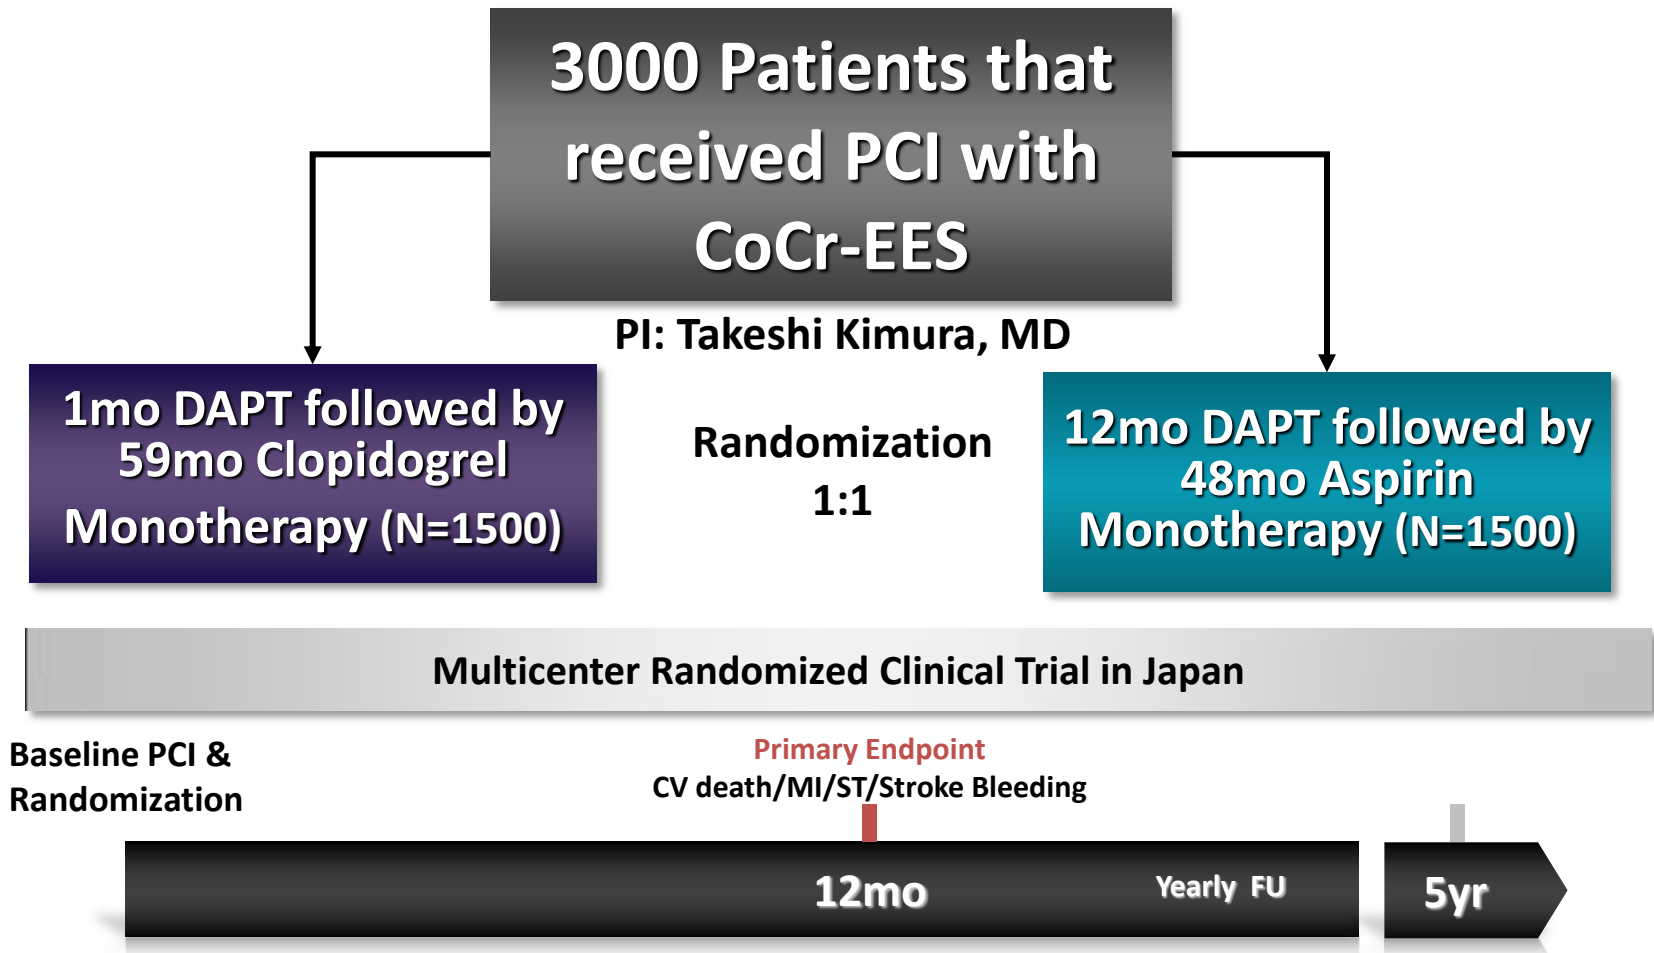 3000 Patients that
received PCI with
CoCr-EES
PI: Takeshi Kimura, MD
1mo DAPT followed by
59mo Clopidogrel
Monotherapy (N=1500)
Randomization
1:1
12mo DAPT followed by
48mo Aspirin
Monotherapy (N=1500)
Multicenter Randomized Clinical Trial in Japan
Baseline PCI &
Randomization
Primary Endpoint
CV death/MI/ST/Stroke Bleeding
12mo
Yearly FU
5yr